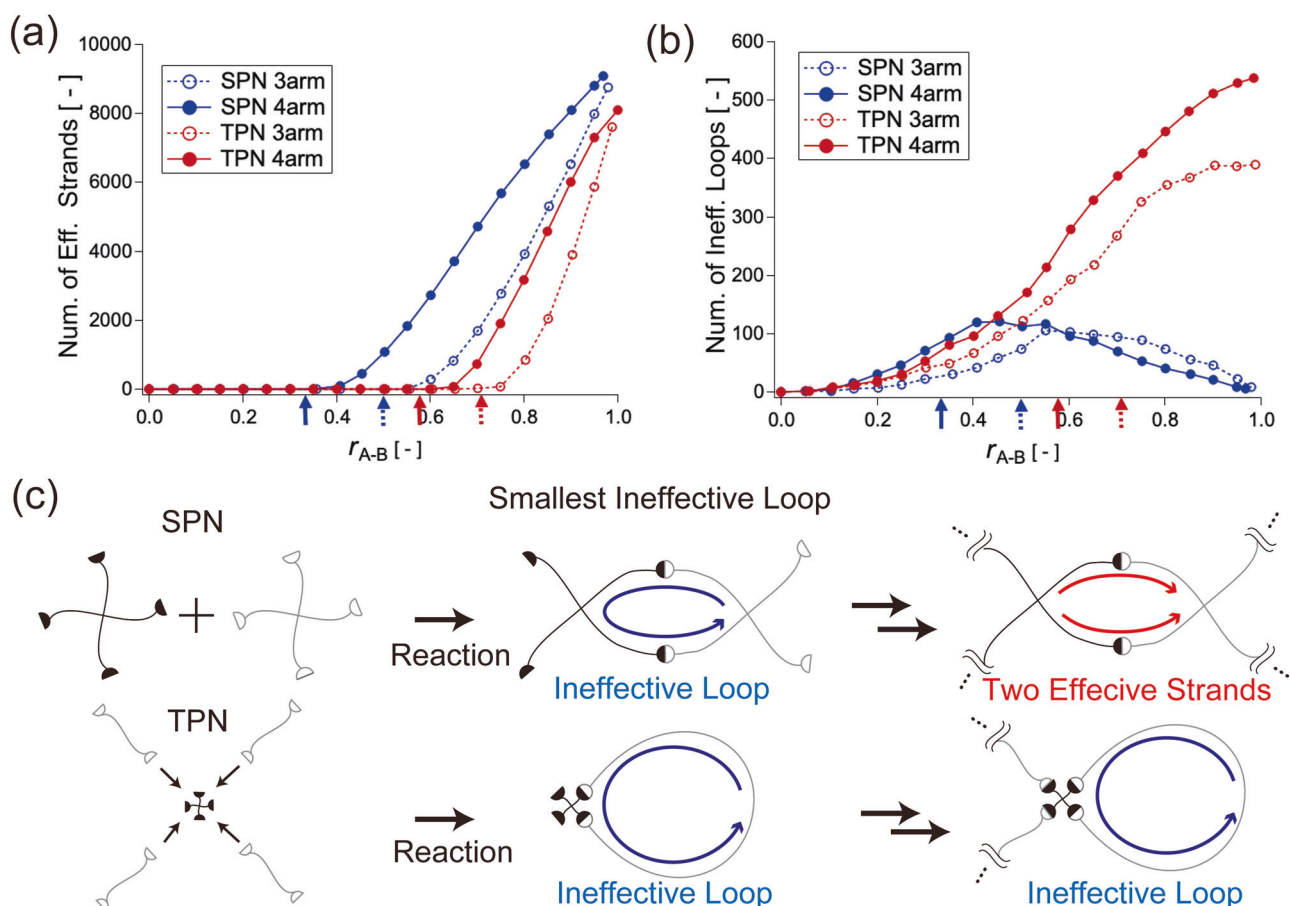 (a)
Num. of Eff. Strands [ - ]
10000
8000
6000
4000
2000
0
SPN 3arm
SPN 4arm
TPN 3arm
TPN 4arm
0.0 0.2 0.4 0.6 0.8 1.0
rA-B [ - ]
(b)
Num. of Ineff. Loops [ - ]
600
500
400
300
200
100
0
SPN 3arm
SPN 4arm
TPN 3arm
TPN 4arm
0.0 0.2 0.4 0.6 0.8 1.0
rA-B [ - ]
(c)
Smallest Ineffective Loop
SPN
+
Reaction
Ineffective Loop
Two Effecive Strands
TPN
Reaction
Ineffective Loop
Ineffective Loop